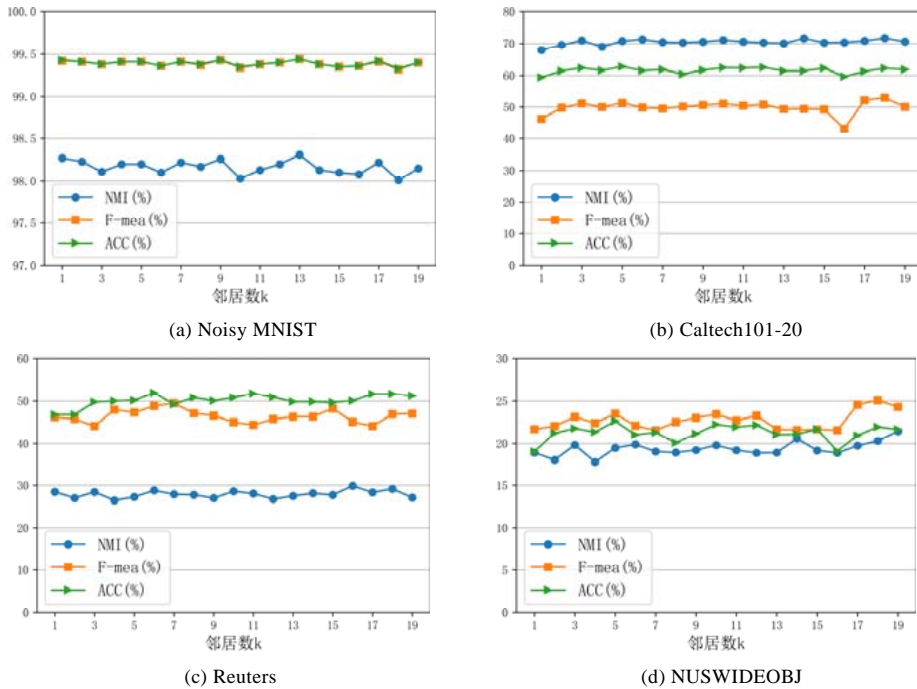 100.0
99.5
99.0
98.5
98.0
97.5
97.0
NMI(%)
F-mea(%)
ACC(%)
1 3 5 7 9 11 13 15 17 19
邻居数k
(a) Noisy MNIST
80
70
60
50
40
30
20
10
0
NMI(%)
F-mea(%)
ACC(%)
1 3 5 7 9 11 13 15 17 19
邻居数k
(b) Caltech101-20
60
50
40
30
20
10
0
NMI(%)
F-mea(%)
ACC(%)
1 3 5 7 9 11 13 15 17 19
邻居数k
(c) Reuters
30
25
20
15
10
5
0
NMI(%)
F-mea(%)
ACC(%)
1 3 5 7 9 11 13 15 17 19
邻居数k
(d) NUSWIDEOBJ